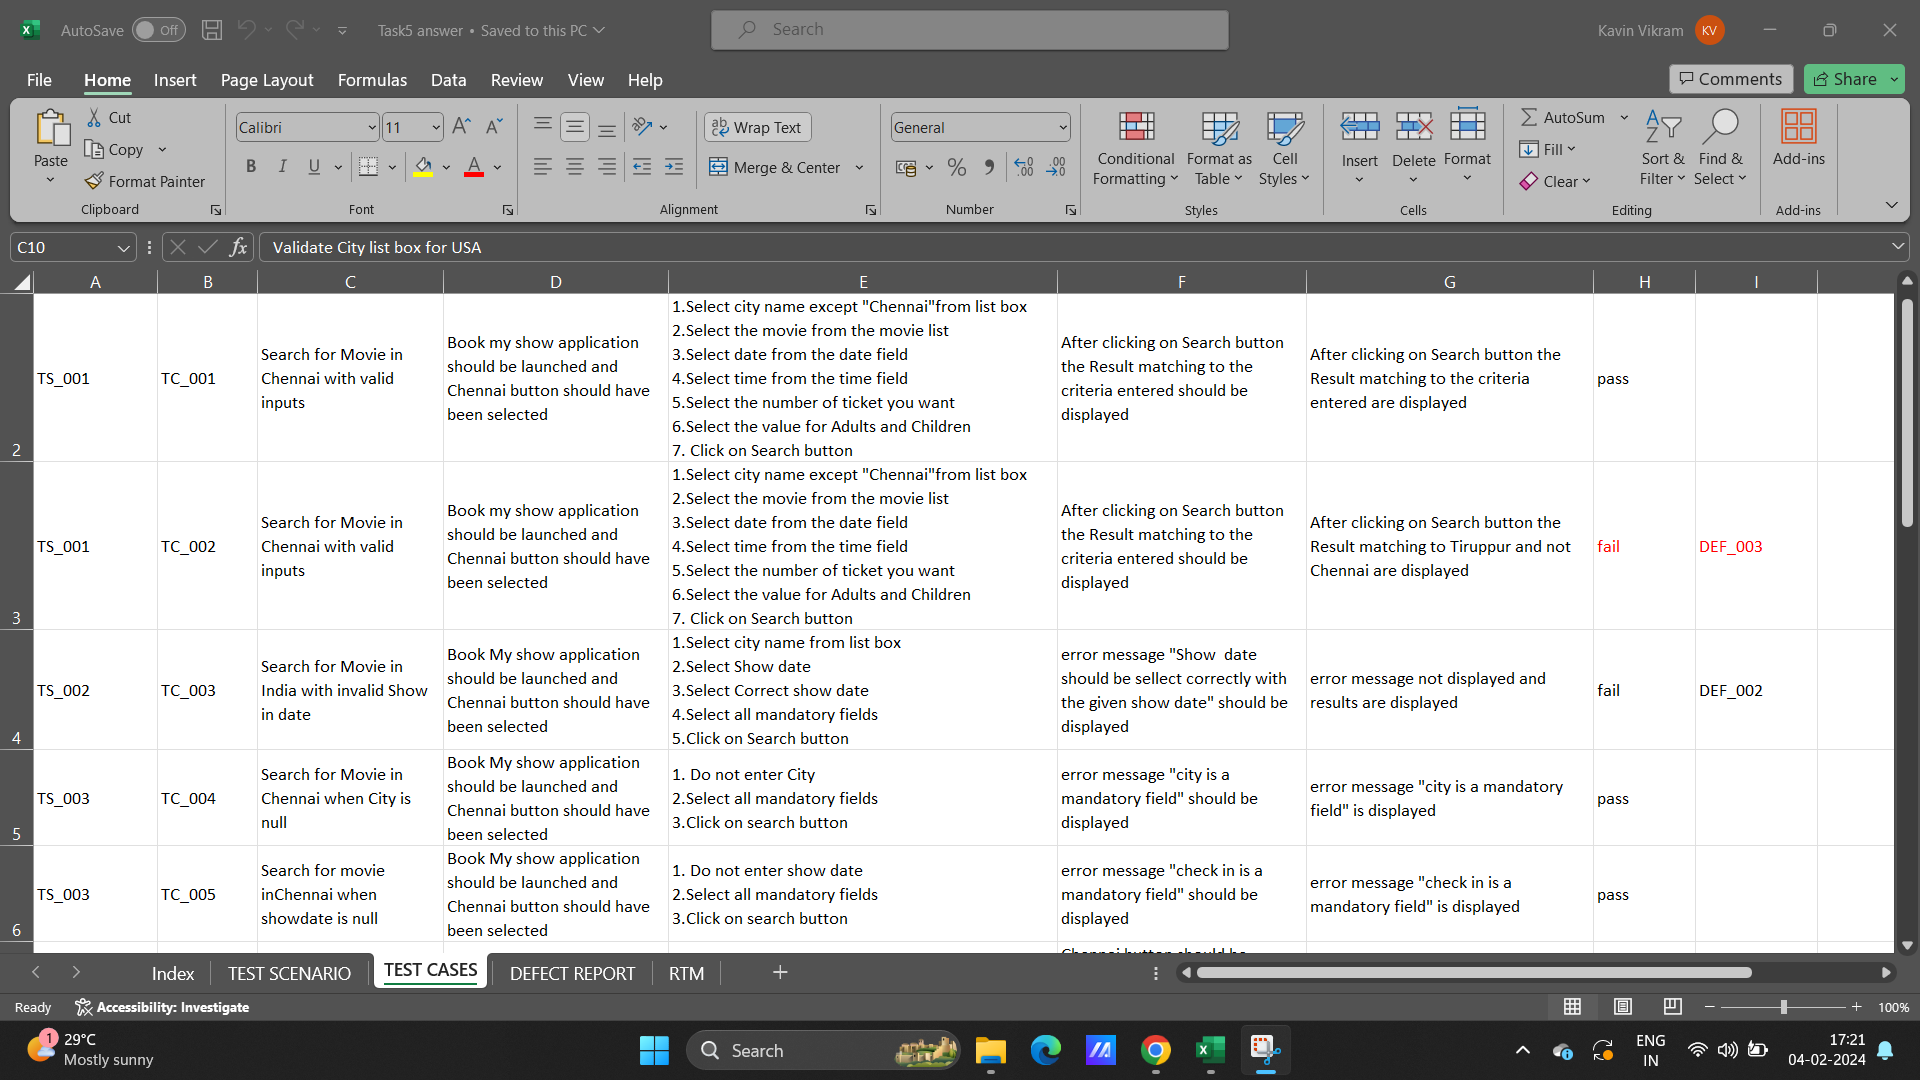 AutoSave Off Task5 answer • Saved to this PC Search Kavin Vikram KV
File Home Insert Page Layout Formulas Data Review View Help Comments Share
Paste Cut Copy Format Painter
Clipboard
Calibri 11
B I U A
Font
ab Wrap Text
Merge & Center
Alignment
General
% 9 .00
Number
Conditional Formatting Format as Table Cell Styles
Styles
Insert Delete Format
Cells
AutoSum Fill Clear Sort & Filter Find & Select
Editing
Add-ins
Add-ins
C10 fx Validate City list box for USA
A B C D E F G H I
2
TS_001
TC_001
Search for Movie in
Chennai with valid
inputs
Book my show application
should be launched and
Chennai button should have
been selected
1.Select city name except "Chennai"from list box
2.Select the movie from the movie list
3.Select date from the date field
4.Select time from the time field
5.Select the number of ticket you want
6.Select the value for Adults and Children
7. Click on Search button
After clicking on Search button
the Result matching to the
criteria entered should be
displayed
After clicking on Search button the
Result matching to the criteria
entered are displayed
pass
3
TS_001
TC_002
Search for Movie in
Chennai with valid
inputs
Book my show application
should be launched and
Chennai button should have
been selected
1.Select city name except "Chennai"from list box
2.Select the movie from the movie list
3.Select date from the date field
4.Select time from the time field
5.Select the number of ticket you want
6.Select the value for Adults and Children
7. Click on Search button
After clicking on Search button
the Result matching to the
criteria entered should be
displayed
After clicking on Search button the
Result matching to Tiruppur and not
Chennai are displayed
fail
DEF_003
4
TS_002
TC_003
Search for Movie in
India with invalid Show
in date
Book My show application
should be launched and
Chennai button should have
been selected
1.Select city name from list box
2.Select Show date
3.Select Correct show date
4.Select all mandatory fields
5.Click on Search button
error message "Show  date
should be sellect correctly with
the given show date" should be
displayed
error message not displayed and
results are displayed
fail
DEF_002
5
TS_003
TC_004
Search for Movie in
Chennai when City is
null
Book My show application
should be launched and
Chennai button should have
been selected
1. Do not enter City
2.Select all mandatory fields
3.Click on search button
error message "city is a
mandatory field" should be
displayed
error message "city is a mandatory
field" is displayed
pass
6
TS_003
TC_005
Search for movie
inChennai when
showdate is null
Book My show application
should be launched and
Chennai button should have
been selected
1. Do not enter show date
2.Select all mandatory fields
3.Click on search button
error message "check in is a
mandatory field" should be
displayed
error message "check in is a
mandatory field" is displayed
pass
Chennai button should be
Index TEST SCENARIO TEST CASES DEFECT REPORT RTM
Ready Accessibility: Investigate 100%
1 29°C
Mostly sunny
Search
ENG
IN
17:21
04-02-2024